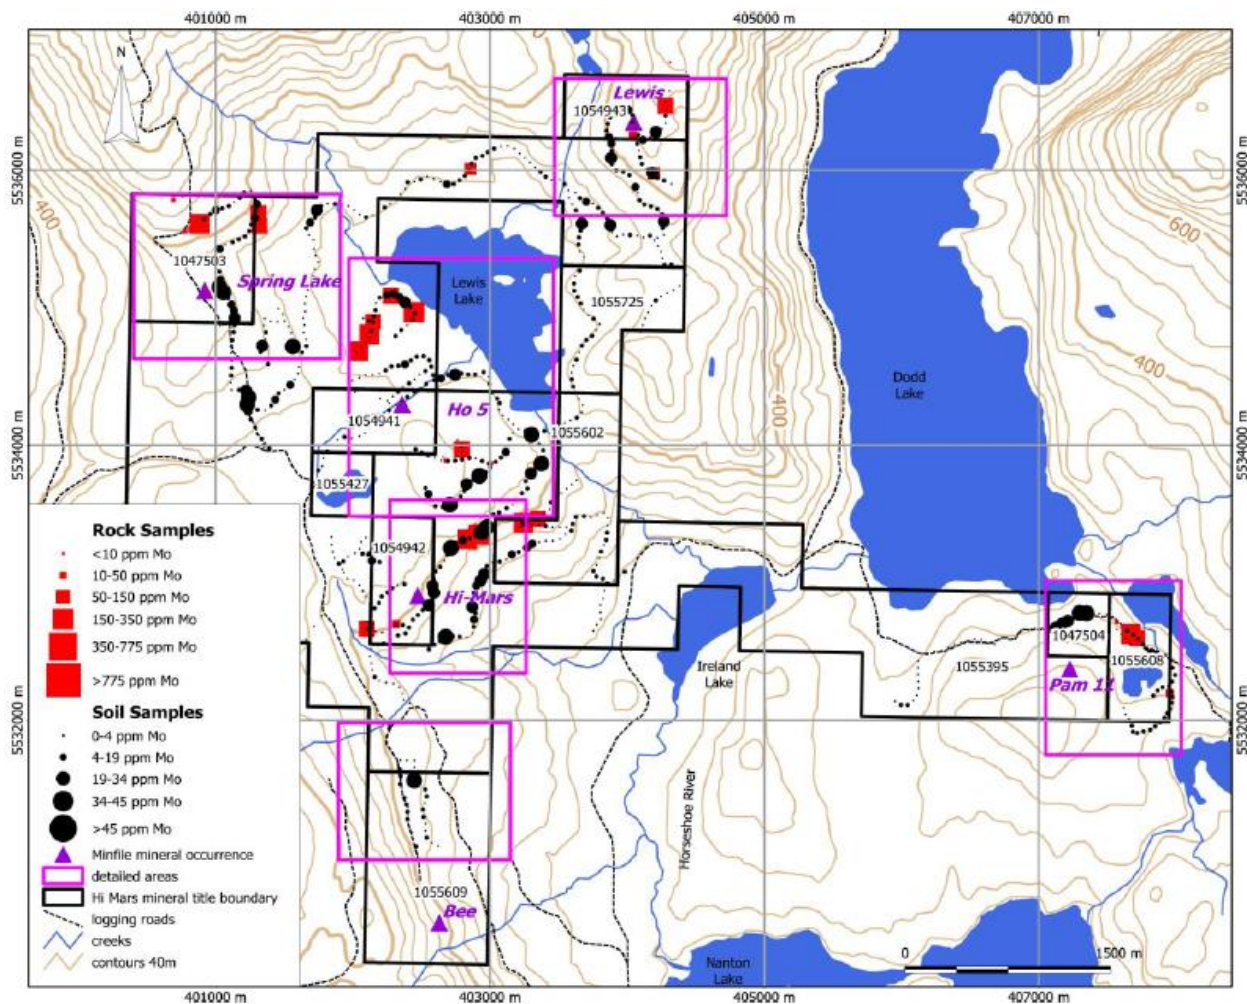 401000 m
403000 m
405000 m
407000 m
N
Lewis
1054943
5536000 m
5536000 m
400
600
1047503
Spring Lake
Lewis
Lake
1055725
400
400
Dodd
Lake
Ho 5
1054941
1055602
5534000 m
5534000 m
1055427
Rock Samples
<10 ppm Mo
10-50 ppm Mo
50-150 ppm Mo
150-350 ppm Mo
350-775 ppm Mo
>775 ppm Mo
Soil Samples
0-4 ppm Mo
4-19 ppm Mo
19-34 ppm Mo
34-45 ppm Mo
>45 ppm Mo
Minfile mineral occurrence
detailed areas
Hi Mars mineral title boundary
logging roads
creeks
contours 40m
1054942
Hi-Mars
1047504
1055608
1055395
Pam 11
Ireland
Lake
5532000 m
5532000 m
Horseshoe River
1055609
Bee
Nanton
Lake
0
1500 m
401000 m
403000 m
405000 m
407000 m